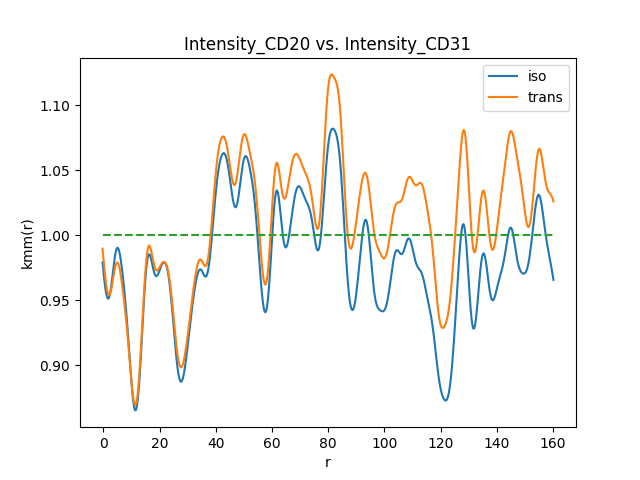 Intensity_CD20 vs. Intensity_CD31
iso
trans
kmm(r)
1.10
1.05
1.00
0.95
0.90
0 20 40 60 80 100 120 140 160
r